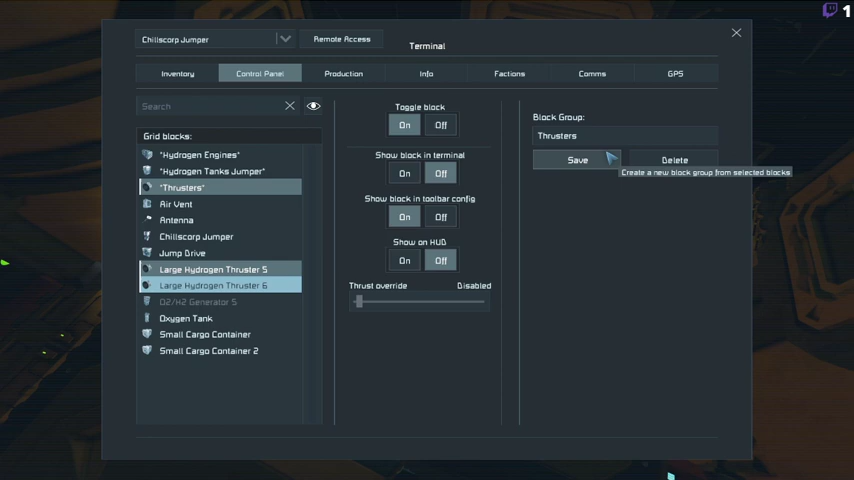 1
Chillscorp Jumper
Remote Access
Terminal
Inventory
Control Panel
Production
Info
Factions
Comms
GPS
Search
Grid blocks:
*Hydrogen Engines*
*Hydrogen Tanks Jumper*
*Thrusters*
Air Vent
Antenna
Chillscorp Jumper
Jump Drive
Large Hydrogen Thruster 5
Large Hydrogen Thruster 6
O2/H2 Generator 5
Oxygen Tank
Small Cargo Container
Small Cargo Container 2
Toggle block
On Off
Show block in terminal
On Off
Show block in toolbar config
On Off
Show on HUD
On Off
Thrust override Disabled
Block Group:
Thrusters
Save Delete
Create a new block group from selected blocks